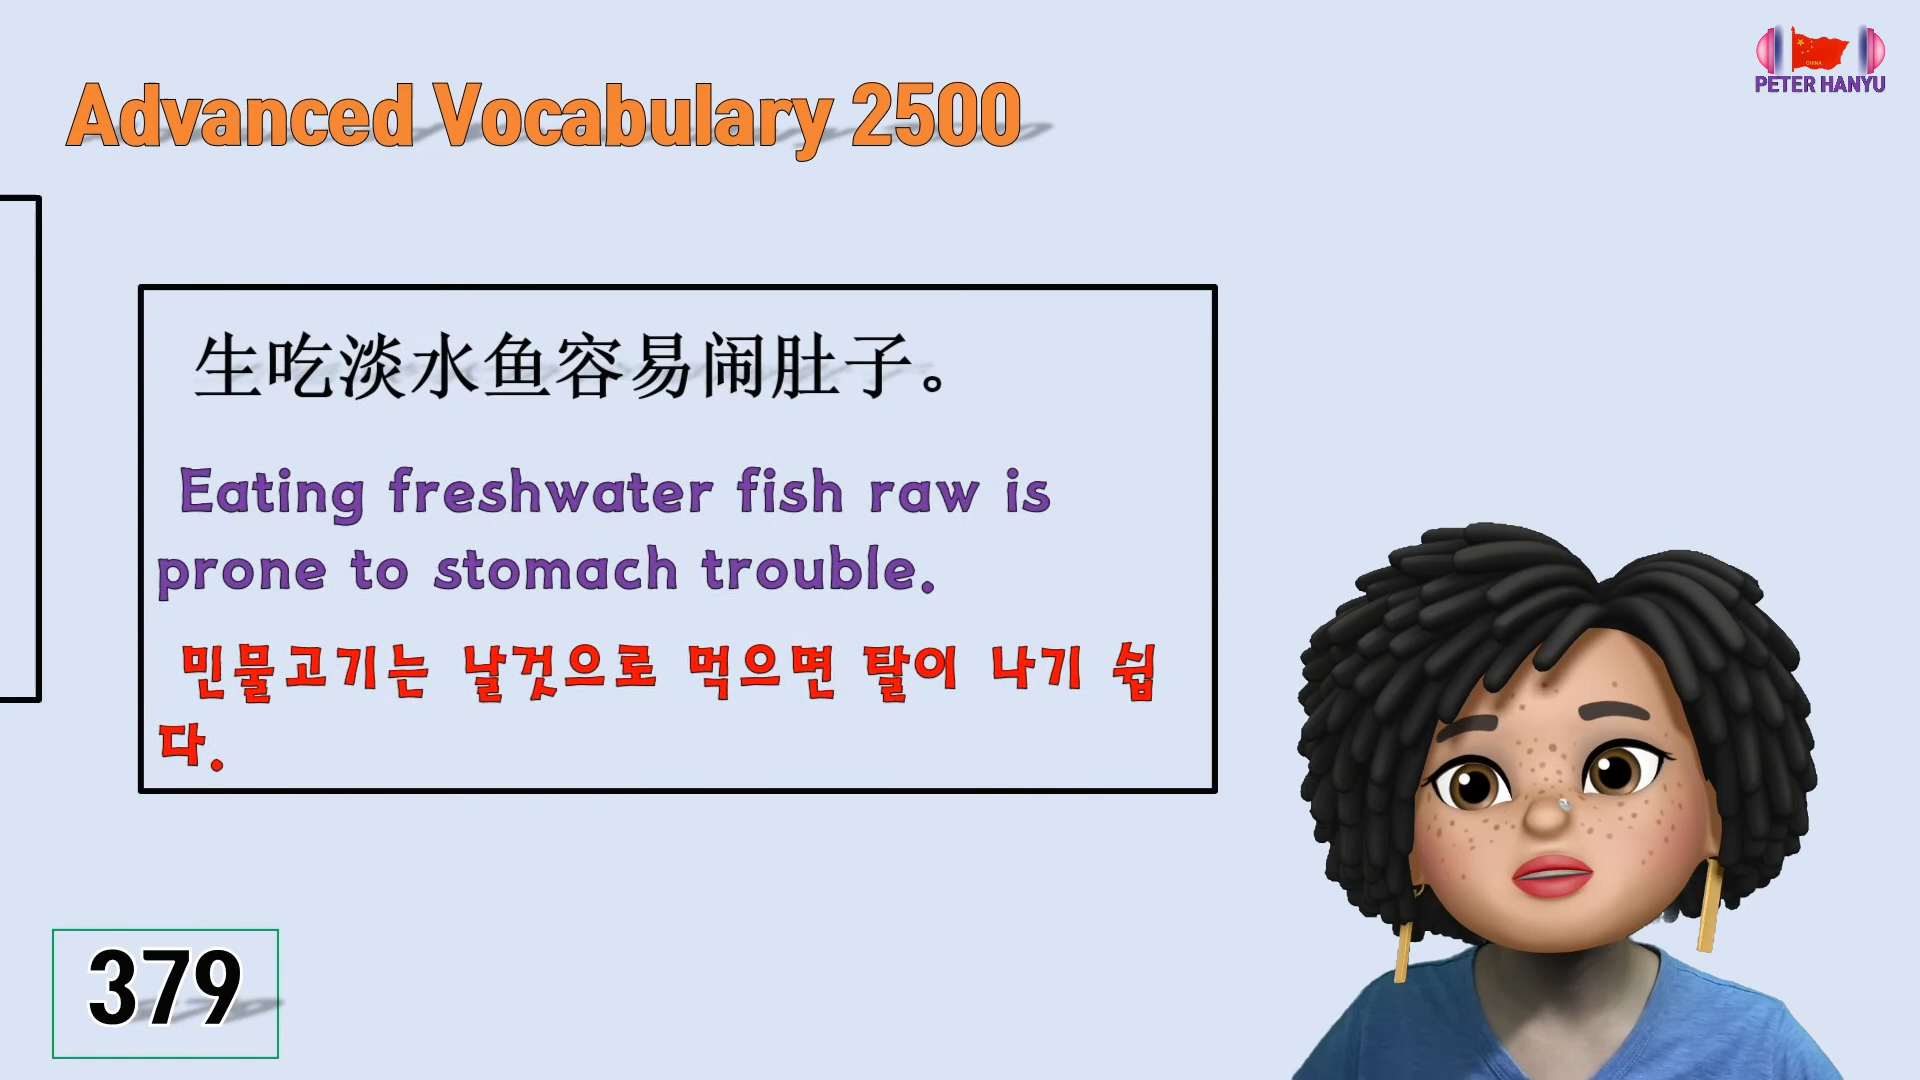 CHINA
PETER HANYU
Advanced Vocabulary 2500
生吃淡水鱼容易闹肚子。
Eating freshwater fish raw is
prone to stomach trouble.
민물고기는 날것으로 먹으면 탈이 나기 쉽
다.
379